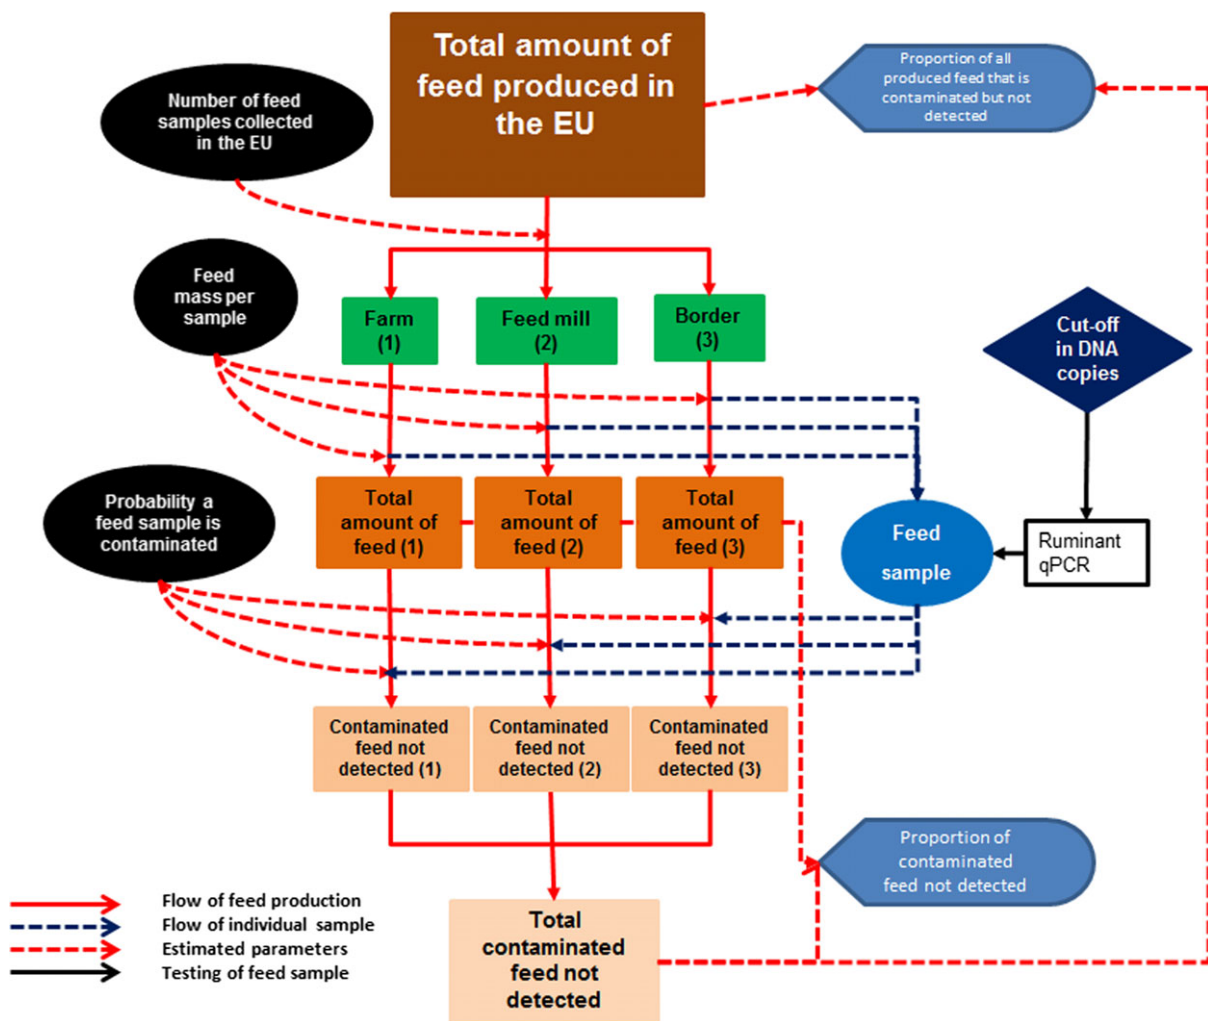 Total amount of
feed produced in
the EU
Proportion of all
produced feed that is
contaminated but not
detected
Number of feed
samples collected
in the EU
Feed
mass per
sample
Farm
(1)
Feed mill
(2)
Border
(3)
Cut-off
in DNA
copies
Probability a
feed sample is
contaminated
Total
amount of
feed (1)
Total
amount of
feed (2)
Total
amount of
feed (3)
Feed
sample
Ruminant
qPCR
Contaminated
feed not
detected (1)
Contaminated
feed not
detected (2)
Contaminated
feed not
detected (3)
Proportion of
contaminated
feed not detected
Total
contaminated
feed not
detected
Flow of feed production
Flow of individual sample
Estimated parameters
Testing of feed sample